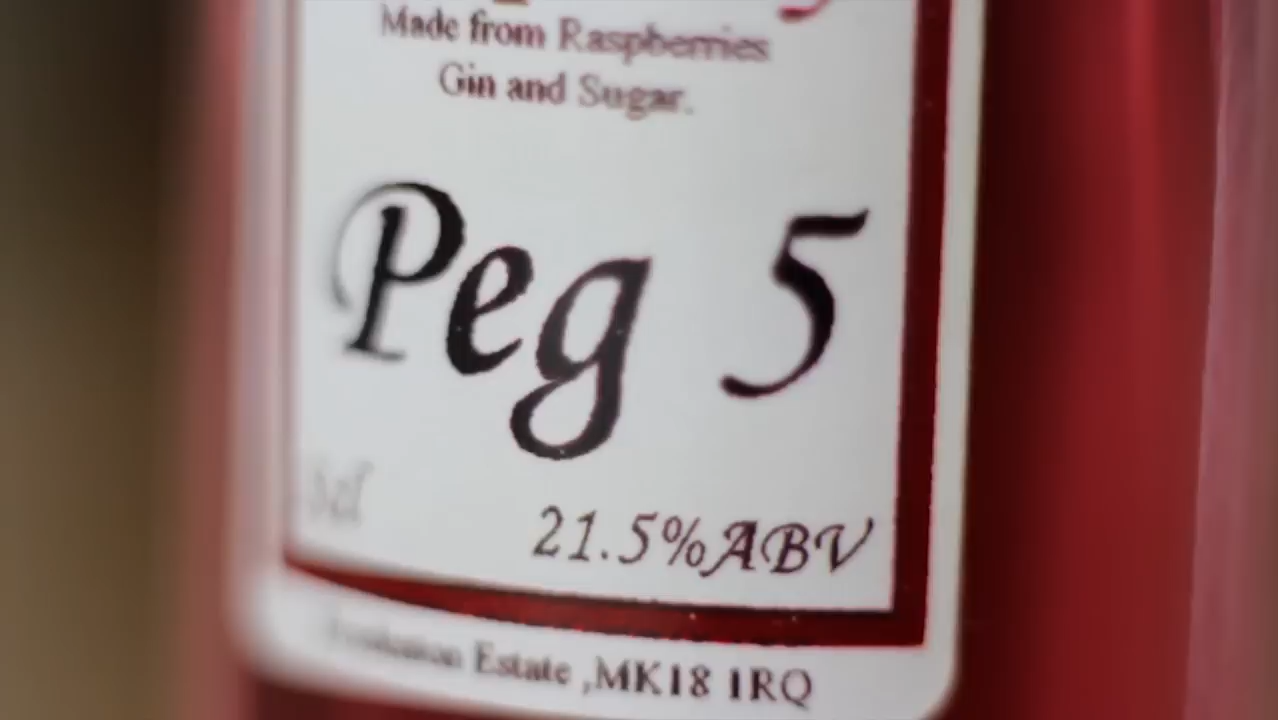 Made from Raspberries
Gin and Sugar.
Peg 5
21.5%ABV
Estate ,MK18 1RQ